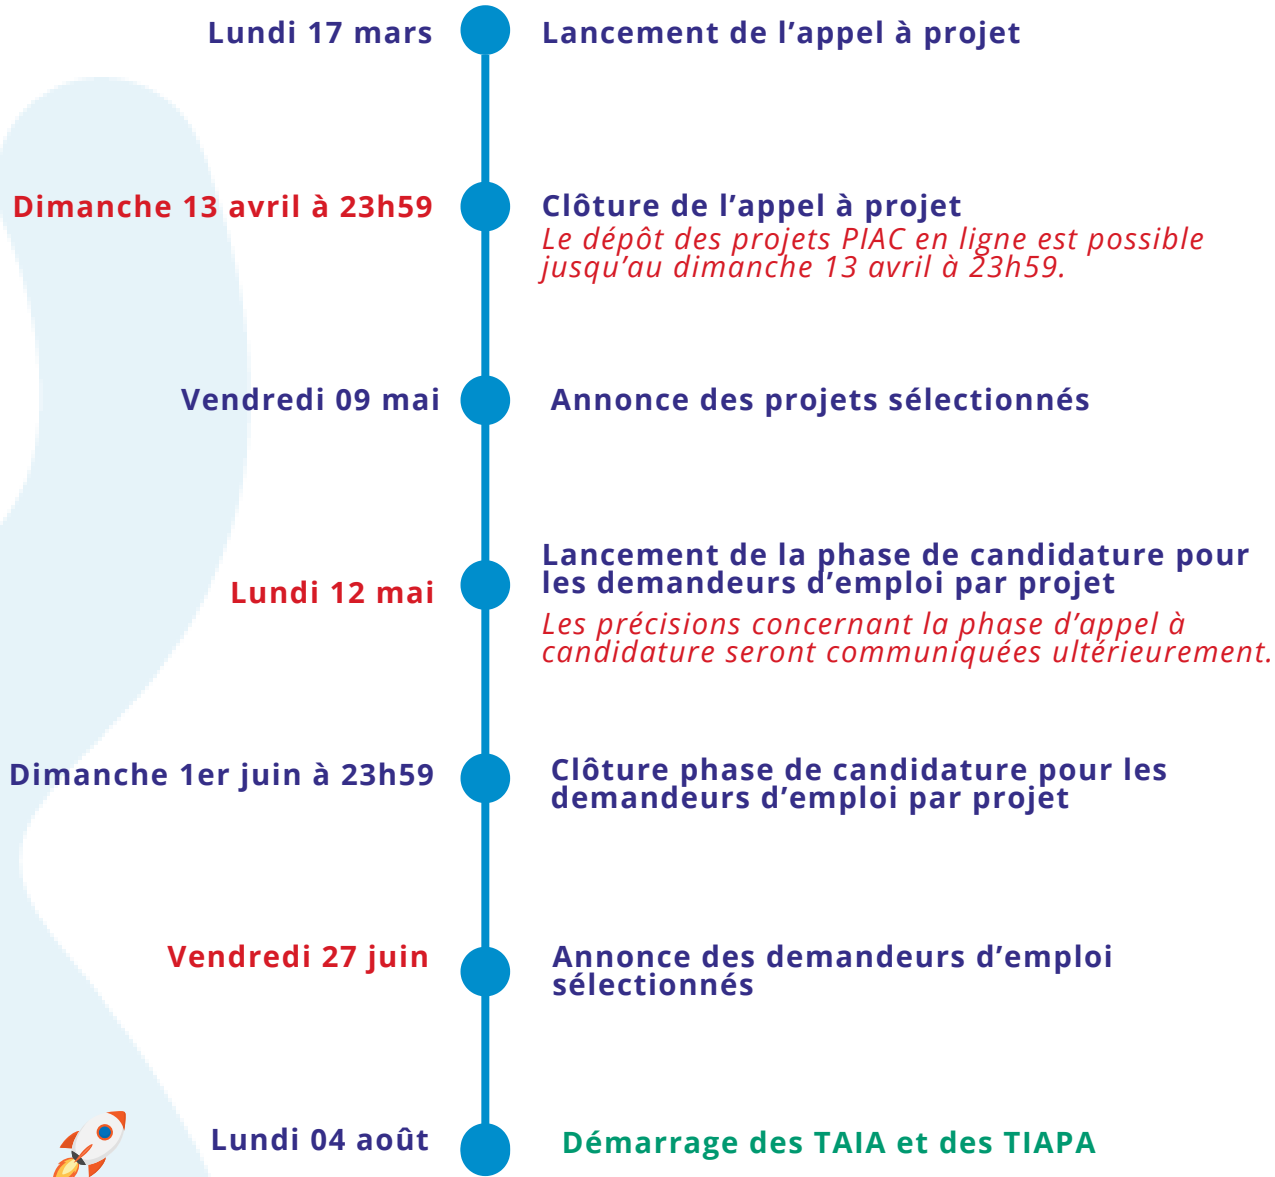 Lundi 17 mars
Lancement de l’appel à projet
Dimanche 13 avril à 23h59
Clôture de l’appel à projet
Le dépôt des projets PIAC en ligne est possible
jusqu’au dimanche 13 avril à 23h59.
Vendredi 09 mai
Annonce des projets sélectionnés
Lundi 12 mai
Lancement de la phase de candidature pour
les demandeurs d’emploi par projet
Les précisions concernant la phase d’appel à
candidature seront communiquées ultérieurement.
Dimanche 1er juin à 23h59
Clôture phase de candidature pour les
demandeurs d’emploi par projet
Vendredi 27 juin
Annonce des demandeurs d’emploi
sélectionnés
Lundi 04 août
Démarrage des TAIA et des TIAPA